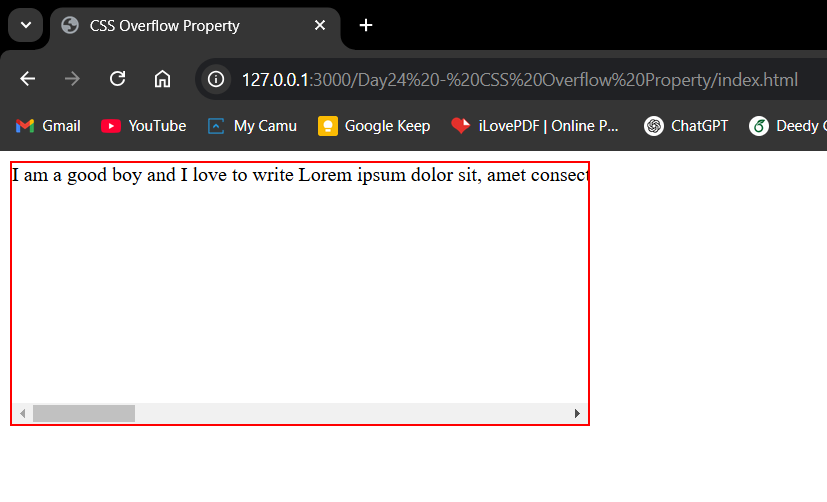 CSS Overflow Property
127.0.0.1:3000/Day24%20-%20CSS%20Overflow%20Property/index.html
Gmail YouTube My Camu Google Keep iLovePDF | Online P... ChatGPT Deedy
I am a good boy and I love to write Lorem ipsum dolor sit, amet consect